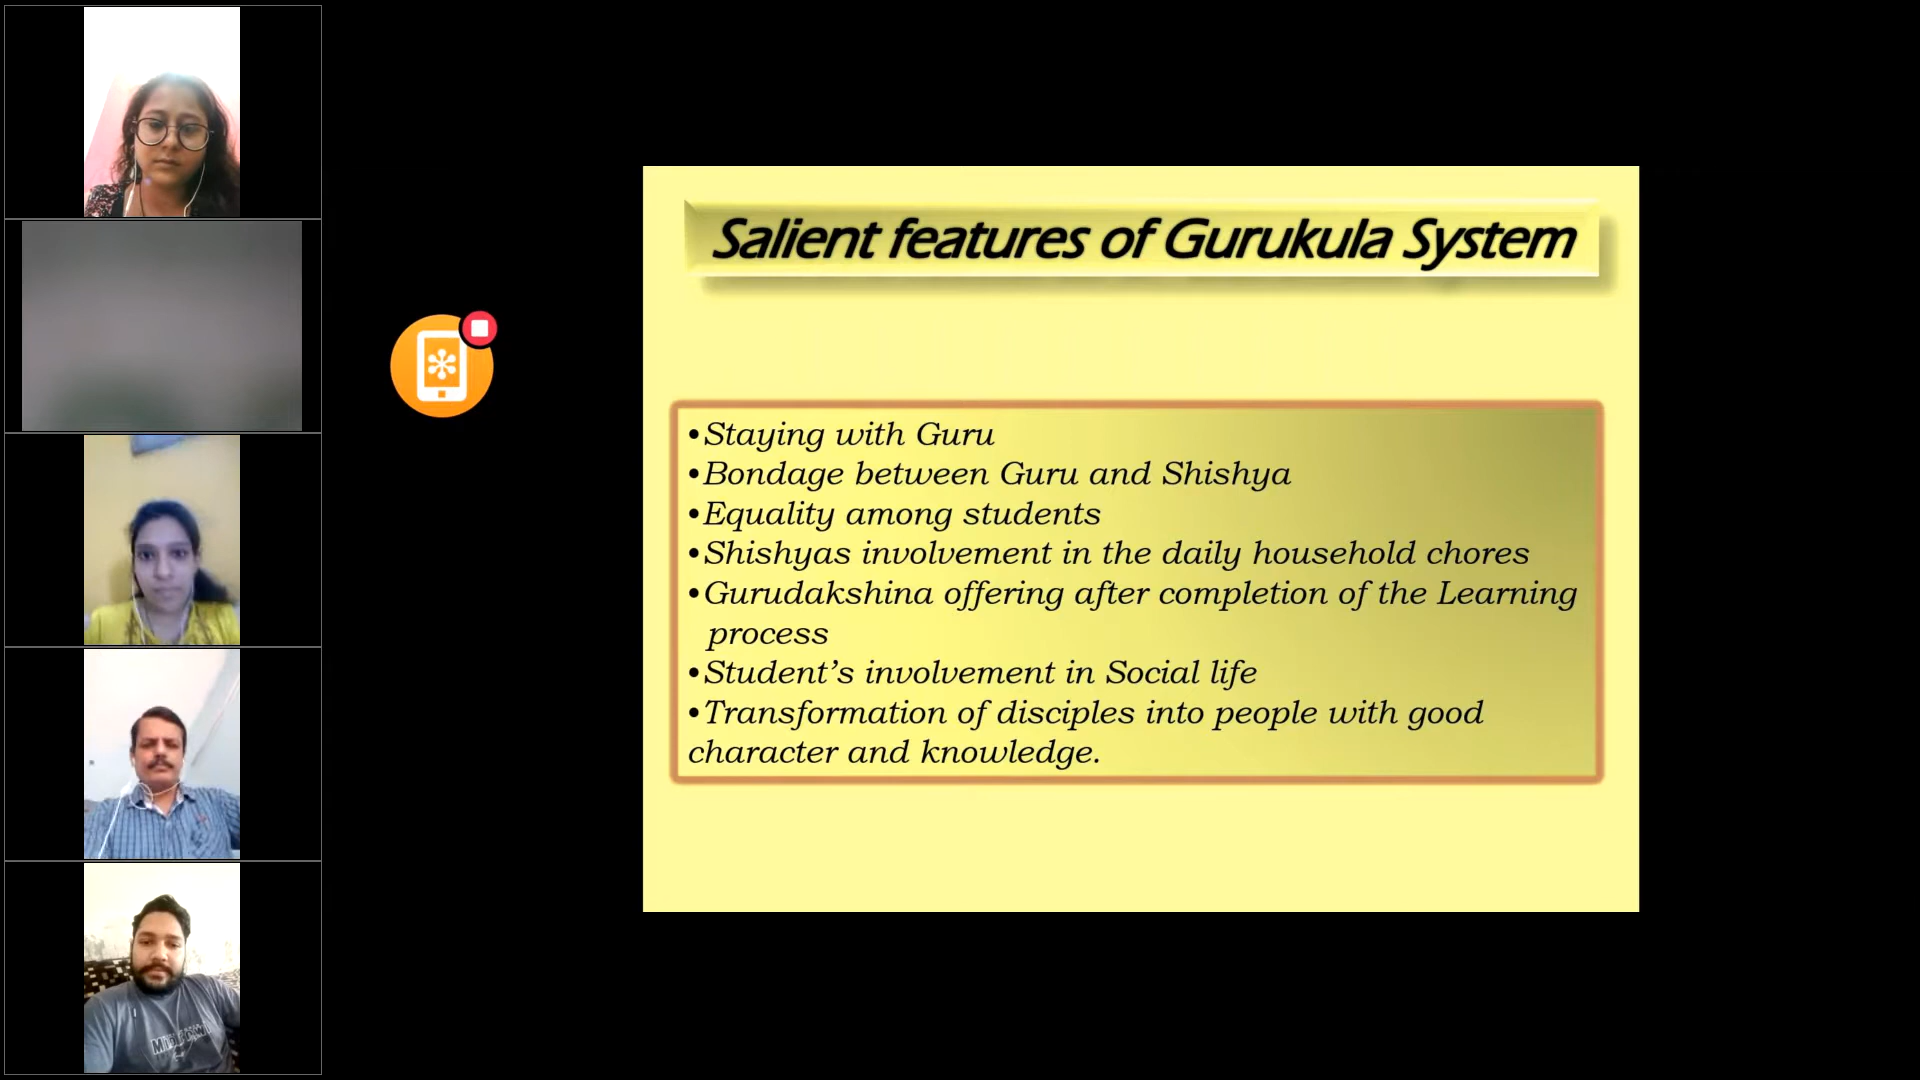 Salient features of Gurukula System
•Staying with Guru
•Bondage between Guru and Shishya
•Equality among students
•Shishyas involvement in the daily household chores
•Gurudakshina offering after completion of the Learning
process
•Student’s involvement in Social life
•Transformation of disciples into people with good
character and knowledge.